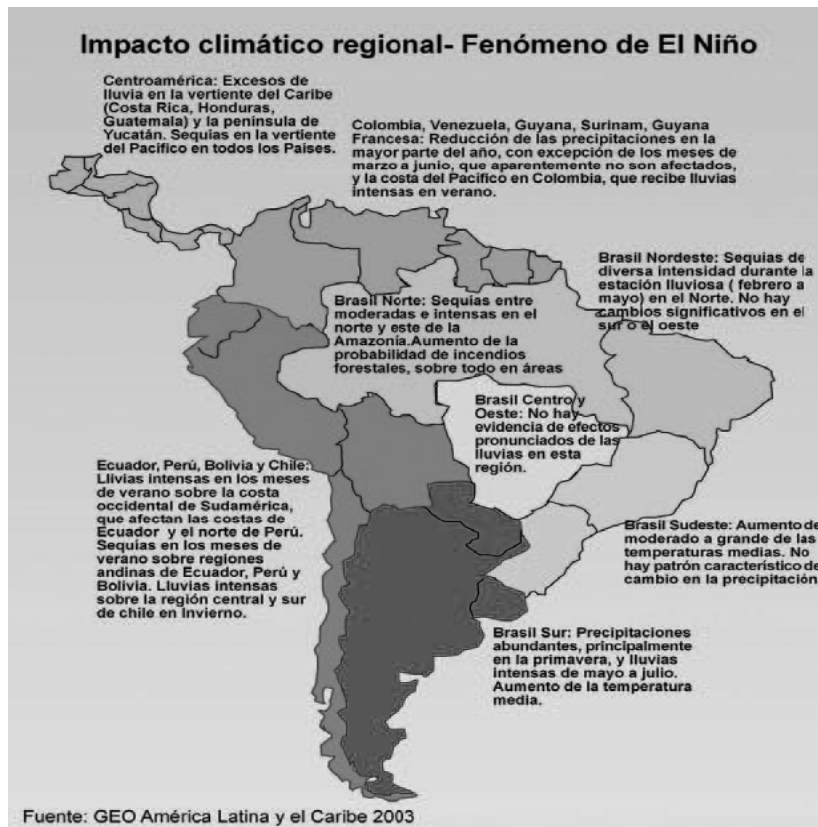 Impacto climático regional- Fenómeno de El Niño
Centroamérica: Excesos de
lluvia en la vertiente del Caribe
(Costa Rica, Honduras,
Guatemala) y la península de
Yucatán. Sequias en la vertiente
del Pacífico en todos los Países.
Colombia, Venezuela, Guyana, Surinam, Guyana
Francesa: Reducción de las precipitaciones en la
mayor parte del año, con excepción de los meses de
marzo a junio, que aparentemente no son afectados,
y la costa del Pacífico en Colombia, que recibe lluvias
intensas en verano.
Brasil Nordeste: Sequias de
diversa intensidad durante la
estación lluviosa ( febrero a
mayo) en el Norte. No hay
cambios significativos en el
sur o el oeste
Brasil Norte: Sequias entre
moderadas e intensas en el
norte y este de la
Amazonía.Aumento de la
probabilidad de incendios
forestales, sobre todo en áreas
Brasil Centro y
Oeste: No hay
evidencia de efectos
pronunciados de las
lluvias en esta
región.
Ecuador, Perú, Bolivia y Chile:
Llivias intensas en los meses
de verano sobre la costa
occidental de Sudamérica,
que afectan las costas de
Ecuador y el norte de Perú.
Sequías en los meses de
verano sobre regiones
andinas de Ecuador, Perú y
Bolivia. Lluvias intensas
sobre la región central y sur
de chile en Invierno.
Brasil Sudeste: Aumento de
moderado a grande de las
temperaturas medias. No
hay patrón característico de
cambio en la precipitación
Brasil Sur: Precipitaciones
abundantes, principalmente
en la primavera, y lluvias
intensas de mayo a julio.
Aumento de la temperatura
media.
Fuente: GEO América Latina y el Caribe 2003